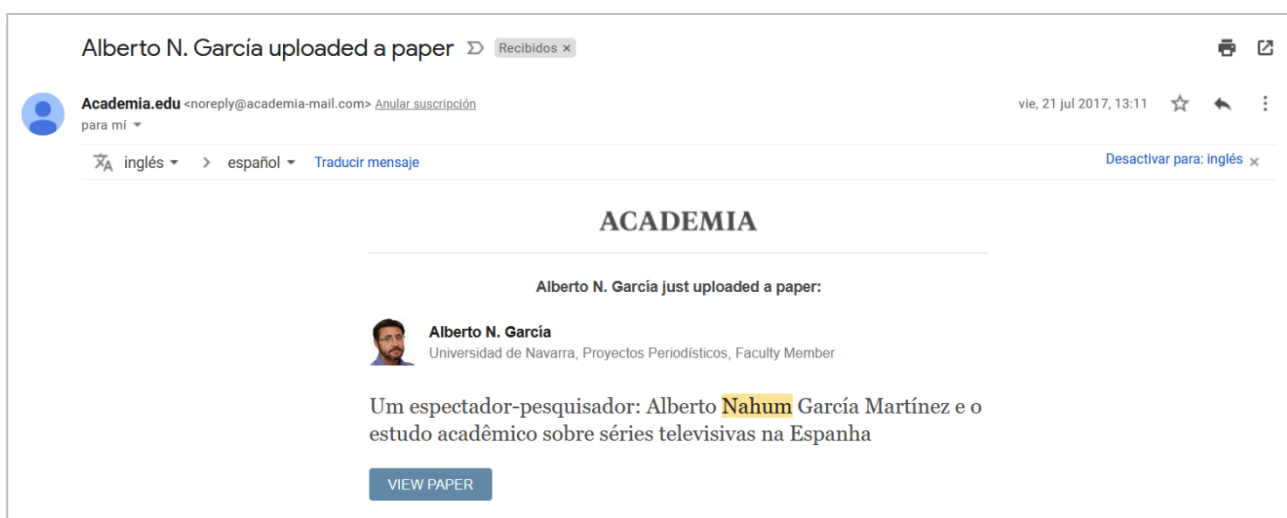 Alberto N. García uploaded a paper Recibidos ×
Academia.edu <noreply@academia-mail.com> Anular suscripción vie, 21 jul 2017, 13:11
para mí
inglés > español Traducir mensaje Desactivar para: inglés ×
ACADEMIA
Alberto N. García just uploaded a paper:
Alberto N. García
Universidad de Navarra, Proyectos Periodísticos, Faculty Member
Um espectador-pesquisador: Alberto Nahum García Martínez e o
estudo acadêmico sobre séries televisivas na Espanha
VIEW PAPER